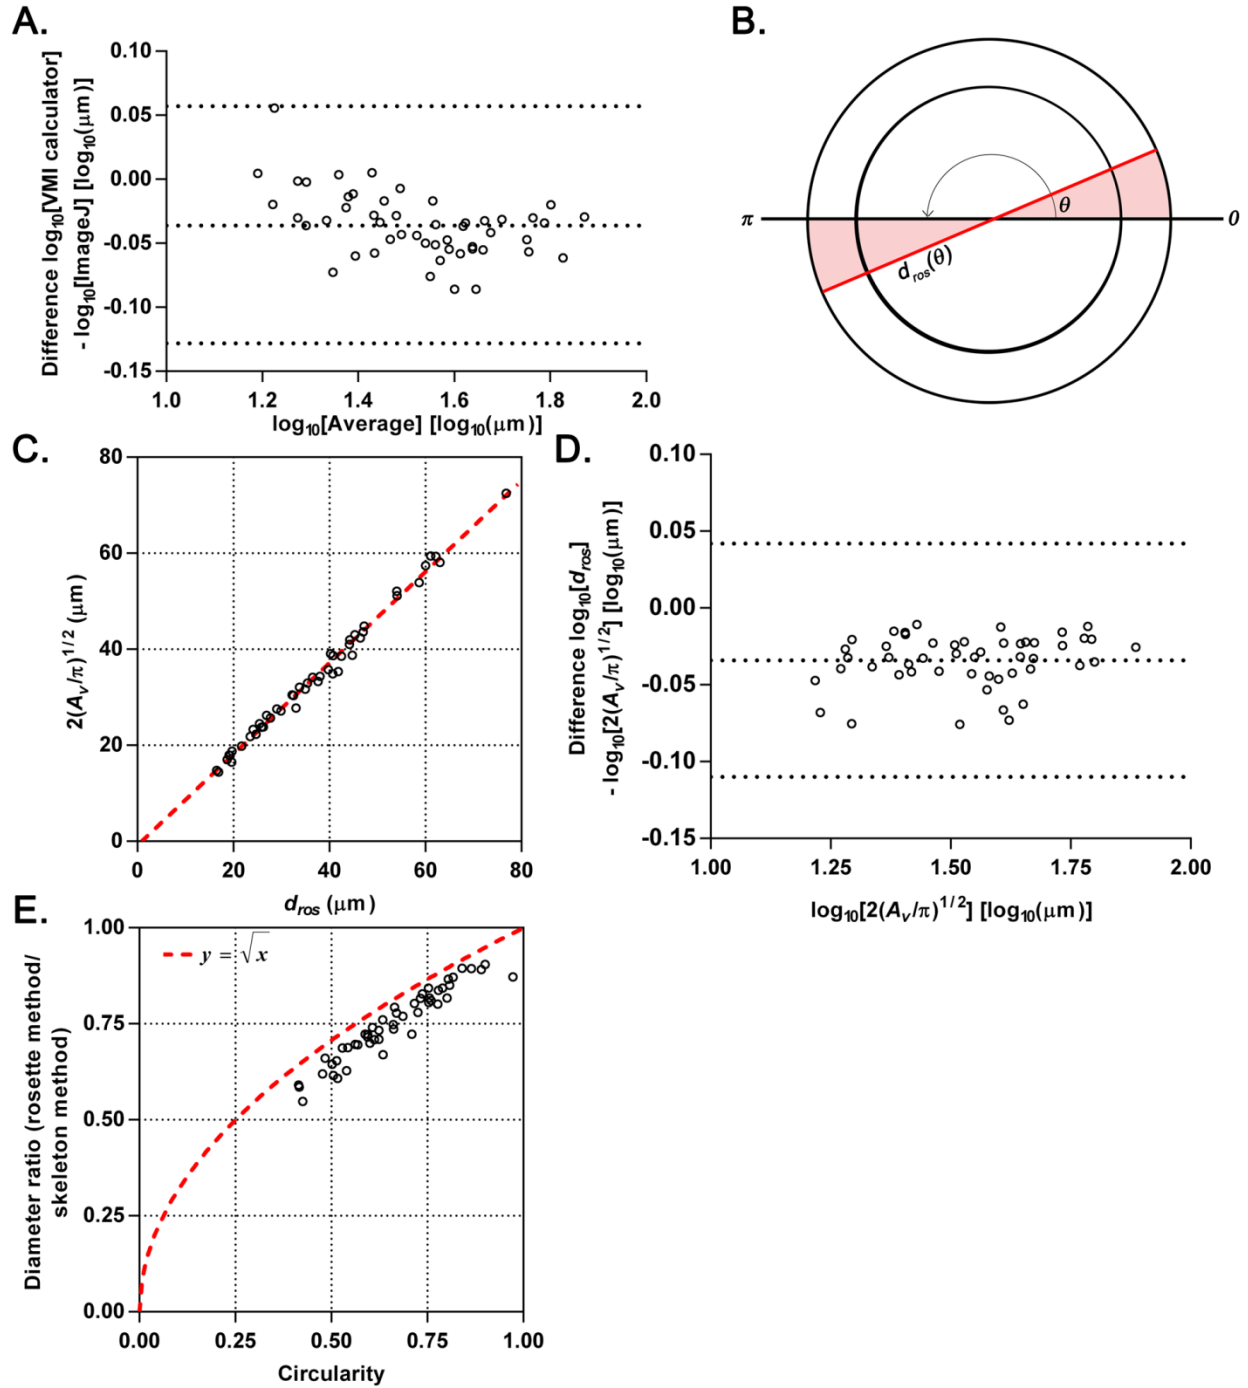 A.
Difference log10[VMI calculator]
- log10[ImageJ] [log10(μm)]
0.10
0.05
0.00
-0.05
-0.10
-0.15
1.0
1.2
1.4
1.6
1.8
2.0
log10[Average] [log10(μm)]
B.
π
0
θ
dros(θ)
C.
2(Av/π)1/2 (μm)
80
60
40
20
0
0
20
40
60
80
dros (μm)
D.
Difference log10[dros]
- log10[2(Av/π)1/2] [log10(μm)]
0.10
0.05
0.00
-0.05
-0.10
-0.15
1.00
1.25
1.50
1.75
2.00
log10[2(Av/π)1/2] [log10(μm)]
E.
Diameter ratio (rosette method/
skeleton method)
1.00
0.75
0.50
0.25
0.00
y = √x
0.00
0.25
0.50
0.75
1.00
Circularity